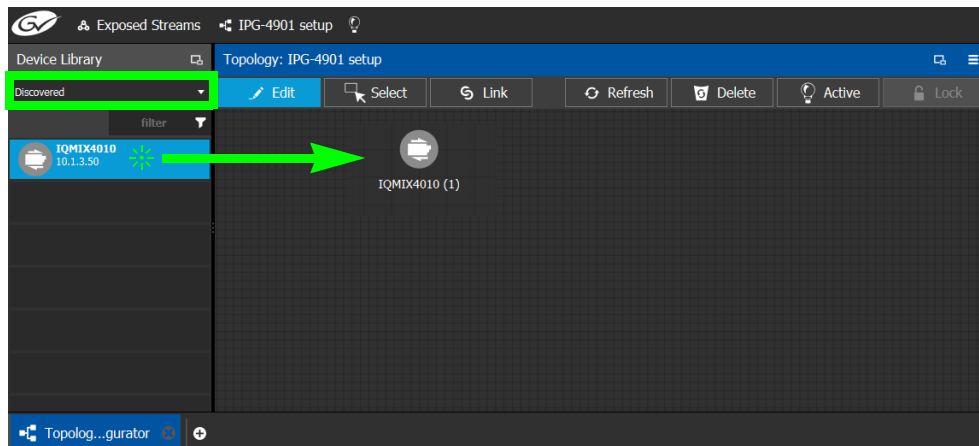 GV Exposed Streams IPG-4901 setup
Device Library
Topology: IPG-4901 setup
Discovered
Edit Select Link Refresh Delete Active Lock
filter
IQMIX4010
10.1.3.50
IQMIX4010 (1)
Topolog...gurator